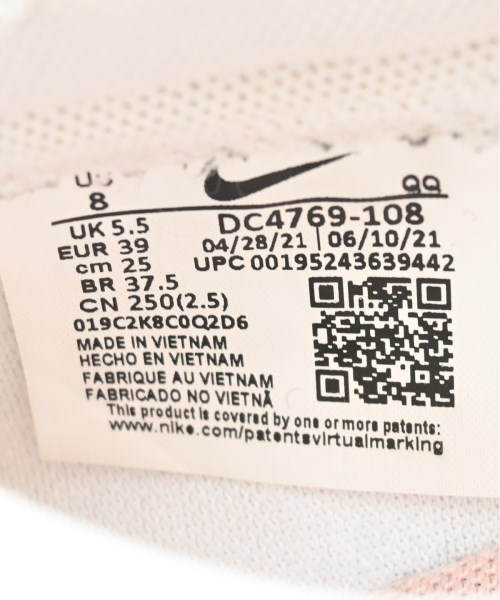 US
8
QQ
UK 5.5
EUR 39
cm 25
BR 37.5
CN 250(2.5)
DC4769-108
04/28/21 | 06/10/21
UPC 00195243639442
019C2K8C0Q2D6
MADE IN VIETNAM
HECHO EN VIETNAM
FABRIQUE AU VIETNAM
FABRICADO NO VIETNÃ
This product is covered by one or more patents:
www.nike.com/patentsvirtualmarking